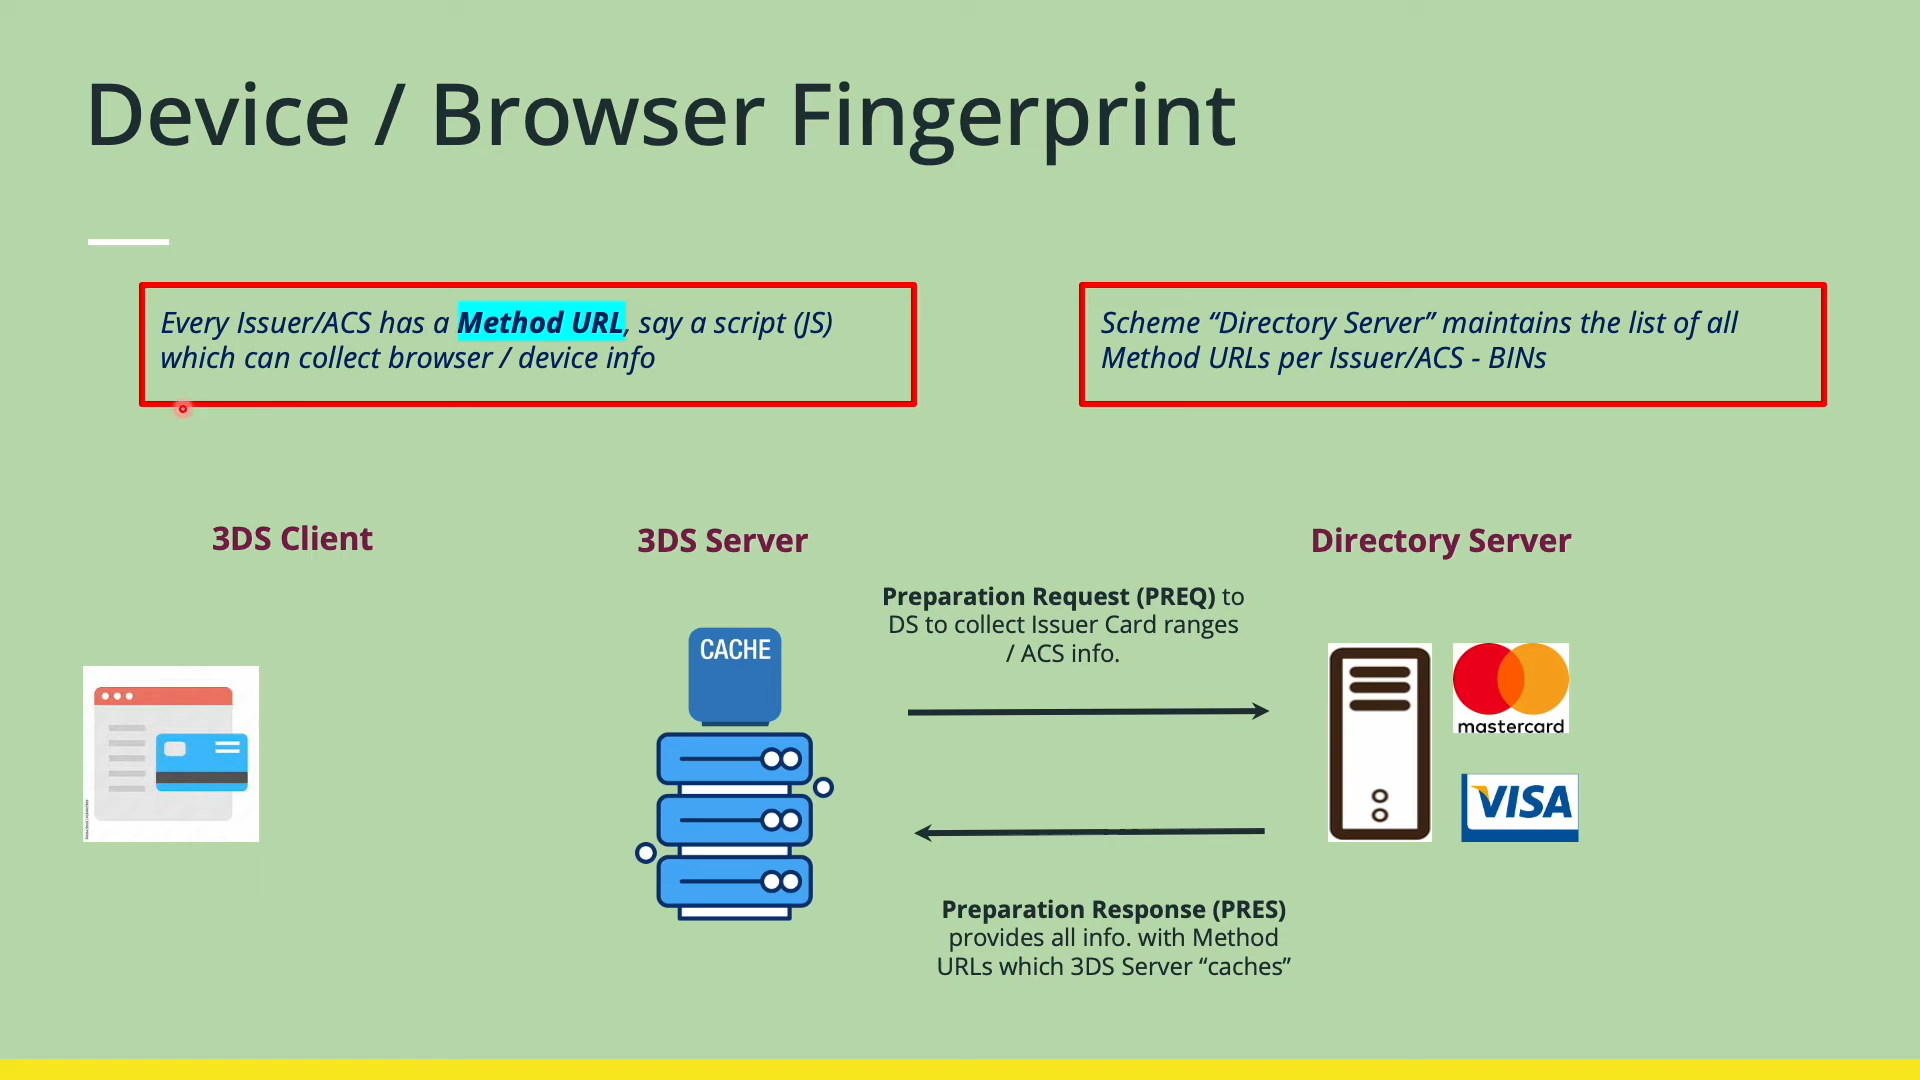 Device / Browser Fingerprint
Every Issuer/ACS has a Method URL, say a script (JS)
which can collect browser / device info
Scheme “Directory Server” maintains the list of all
Method URLs per Issuer/ACS - BINs
3DS Client
3DS Server
Directory Server
Preparation Request (PREQ) to
DS to collect Issuer Card ranges
/ ACS info.
CACHE
mastercard
VISA
Preparation Response (PRES)
provides all info. with Method
URLs which 3DS Server “caches”